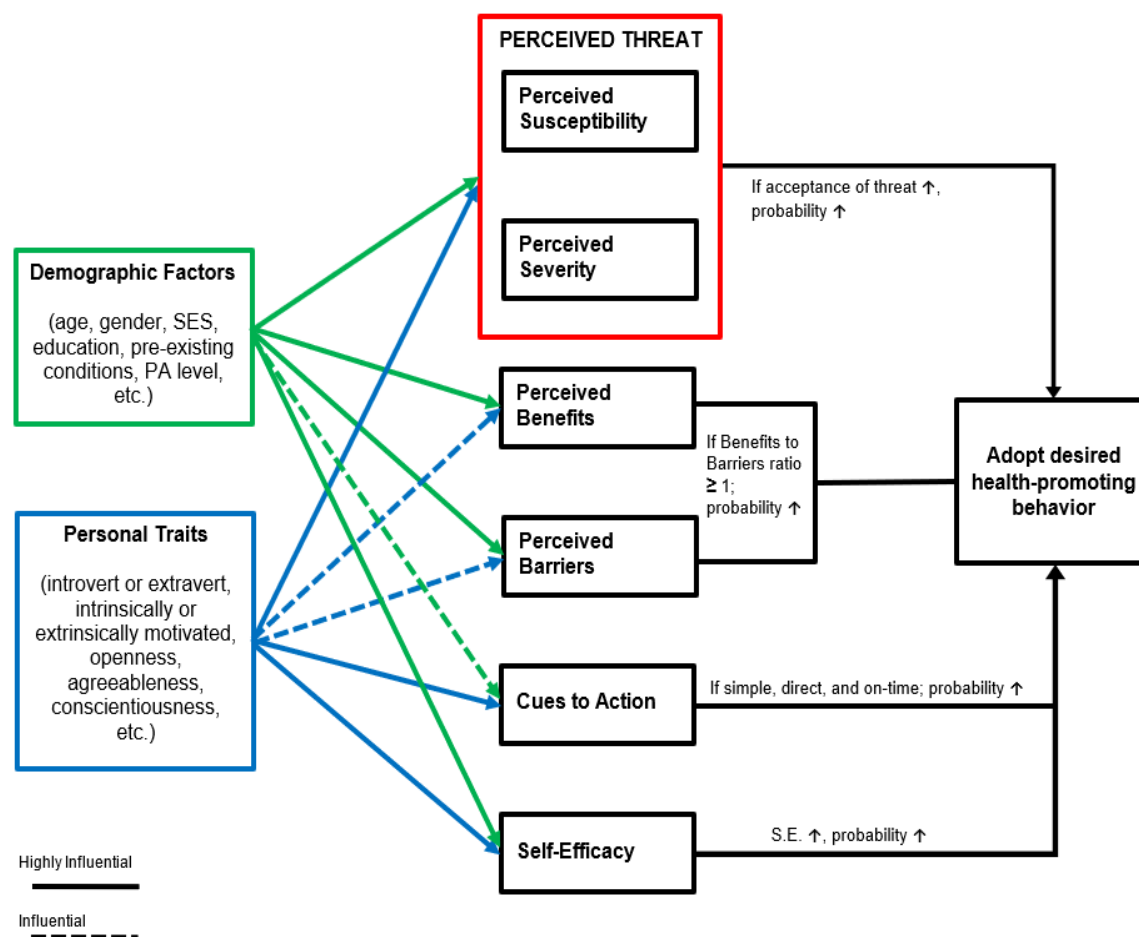 PERCEIVED THREAT
Perceived
Susceptibility
Perceived
Severity
If acceptance of threat ↑,
probability ↑
Demographic Factors
(age, gender, SES,
education, pre-existing
conditions, PA level,
etc.)
Perceived
Benefits
If Benefits to
Barriers ratio
≥ 1;
probability ↑
Adopt desired
health-promoting
behavior
Personal Traits
(introvert or extravert,
intrinsically or
extrinsically motivated,
openness,
agreeableness,
conscientiousness,
etc.)
Perceived
Barriers
Cues to Action
If simple, direct, and on-time; probability ↑
Self-Efficacy
S.E. ↑, probability ↑
Highly Influential
Influential